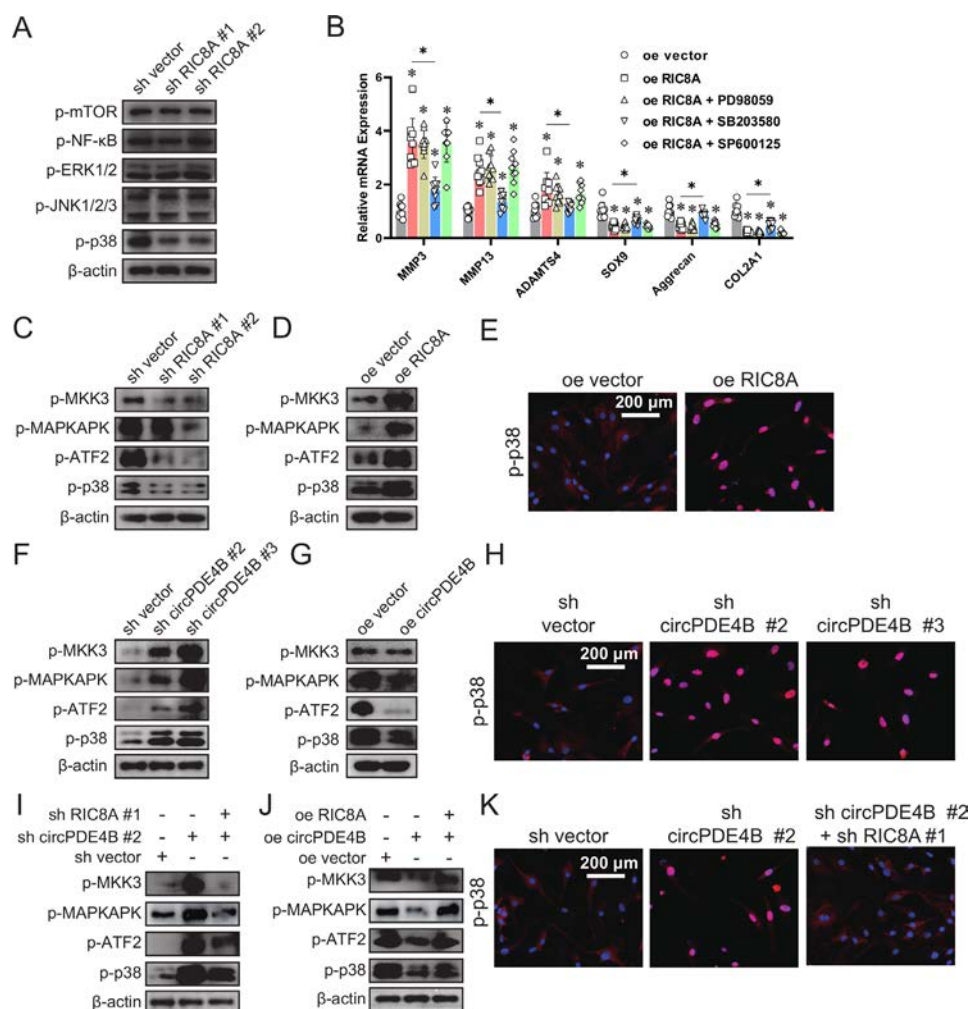 A
sh vector
sh RIC8A #1
sh RIC8A #2
p-mTOR
p-NF-κB
p-ERK1/2
p-JNK1/2/3
p-p38
β-actin
B
Relative mRNA Expression
6
4
2
0
* * * * *
* * * * *
* * * * *
* * * * *
* * * * *
* * * * *
MMP3
MMP13
ADAMTS4
SOX9
Aggrecan
COL2A1
oe vector
oe RIC8A
oe RIC8A + PD98059
oe RIC8A + SB203580
oe RIC8A + SP600125
C
sh vector
sh RIC8A #1
sh RIC8A #2
p-MKK3
p-MAPKAPK
p-ATF2
p-p38
β-actin
D
oe vector
oe RIC8A
p-MKK3
p-MAPKAPK
p-ATF2
p-p38
β-actin
E
oe vector
oe RIC8A
200 μm
p-p38
F
sh vector
sh circPDE4B #2
sh circPDE4B #3
p-MKK3
p-MAPKAPK
p-ATF2
p-p38
β-actin
G
oe vector
oe circPDE4B
p-MKK3
p-MAPKAPK
p-ATF2
p-p38
β-actin
H
sh
vector
sh
circPDE4B #2
sh
circPDE4B #3
200 μm
p-p38
I
sh RIC8A #1 - - +
sh circPDE4B #2 - + +
sh vector + - -
p-MKK3
p-MAPKAPK
p-ATF2
p-p38
β-actin
J
oe RIC8A - - +
oe circPDE4B - + +
oe vector + - -
p-MKK3
p-MAPKAPK
p-ATF2
p-p38
β-actin
K
sh vector
sh
circPDE4B #2
sh circPDE4B #2
+ sh RIC8A #1
200 μm
p-p38